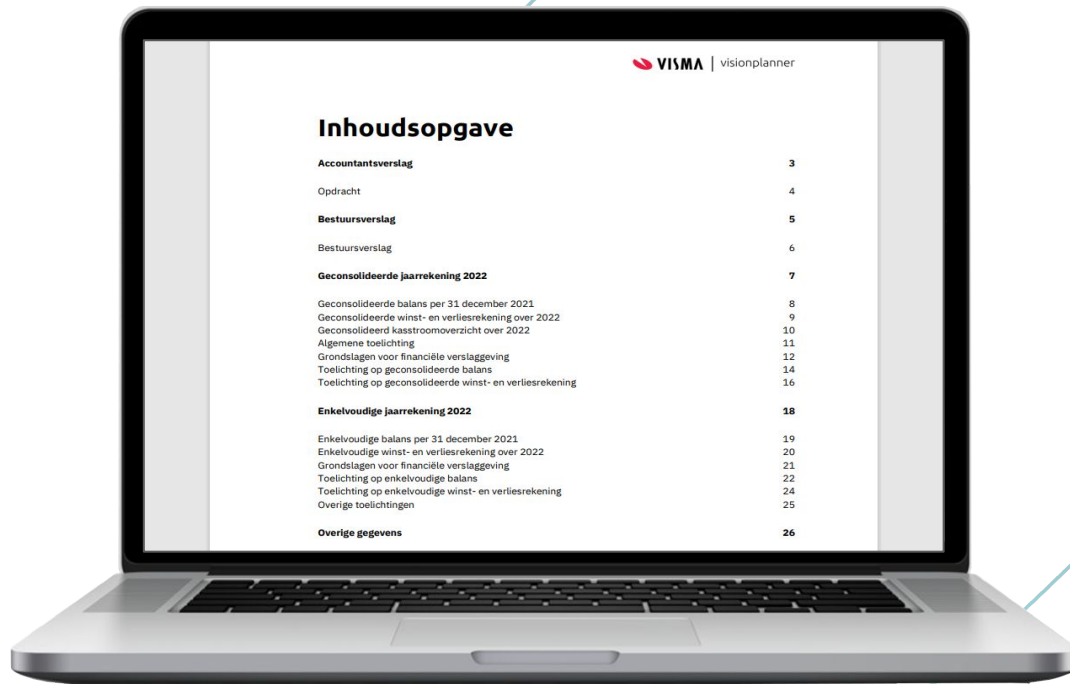 VISMA | visionplanner
Inhoudsopgave
Accountantsverslag 3
Opdracht 4
Bestuursverslag 5
Bestuursverslag 6
Geconsolideerde jaarrekening 2022 7
Geconsolideerde balans per 31 december 2021 8
Geconsolideerde winst- en verliesrekening over 2022 9
Geconsolideerd kasstroomoverzicht over 2022 10
Algemene toelichting 11
Grondslagen voor financiële verslaggeving 12
Toelichting op geconsolideerde balans 14
Toelichting op geconsolideerde winst- en verliesrekening 16
Enkelvoudige jaarrekening 2022 18
Enkelvoudige balans per 31 december 2021 19
Enkelvoudige winst- en verliesrekening over 2022 20
Grondslagen voor financiële verslaggeving 21
Toelichting op enkelvoudige balans 22
Toelichting op enkelvoudige winst- en verliesrekening 24
Overige toelichtingen 25
Overige gegevens 26